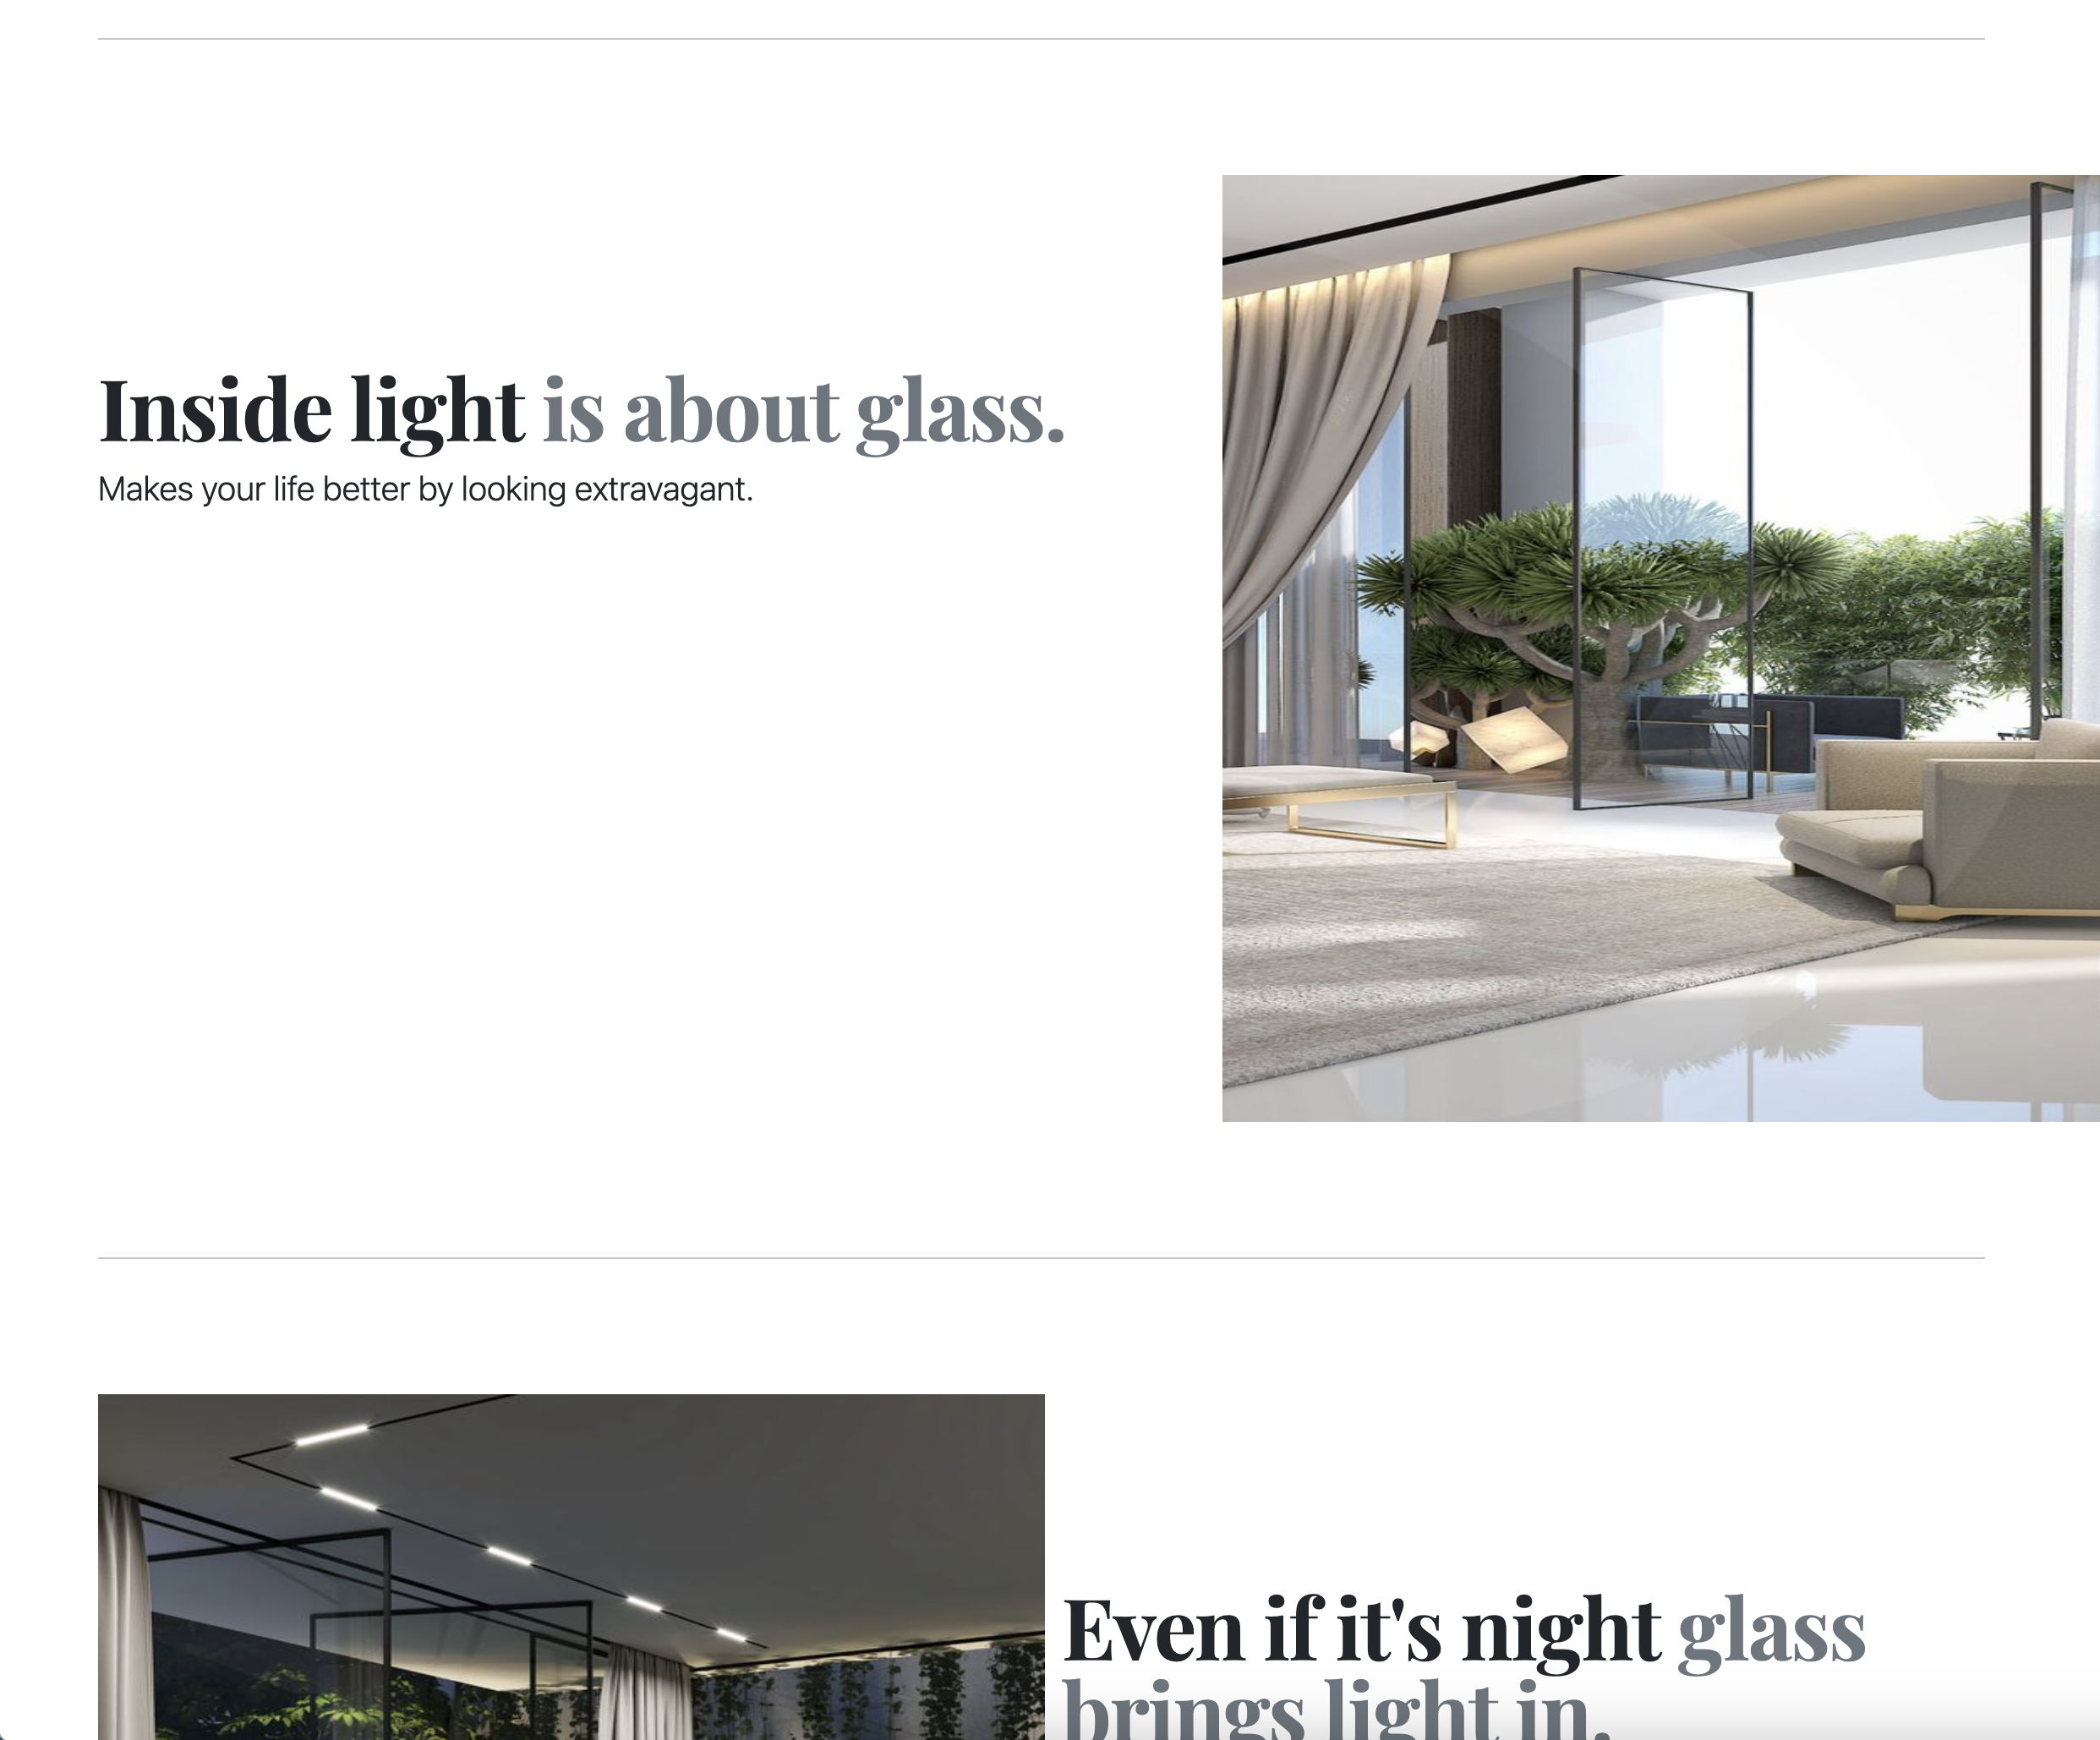 Inside light is about glass.
Makes your life better by looking extravagant.
Even if it's night glass
brings light in.